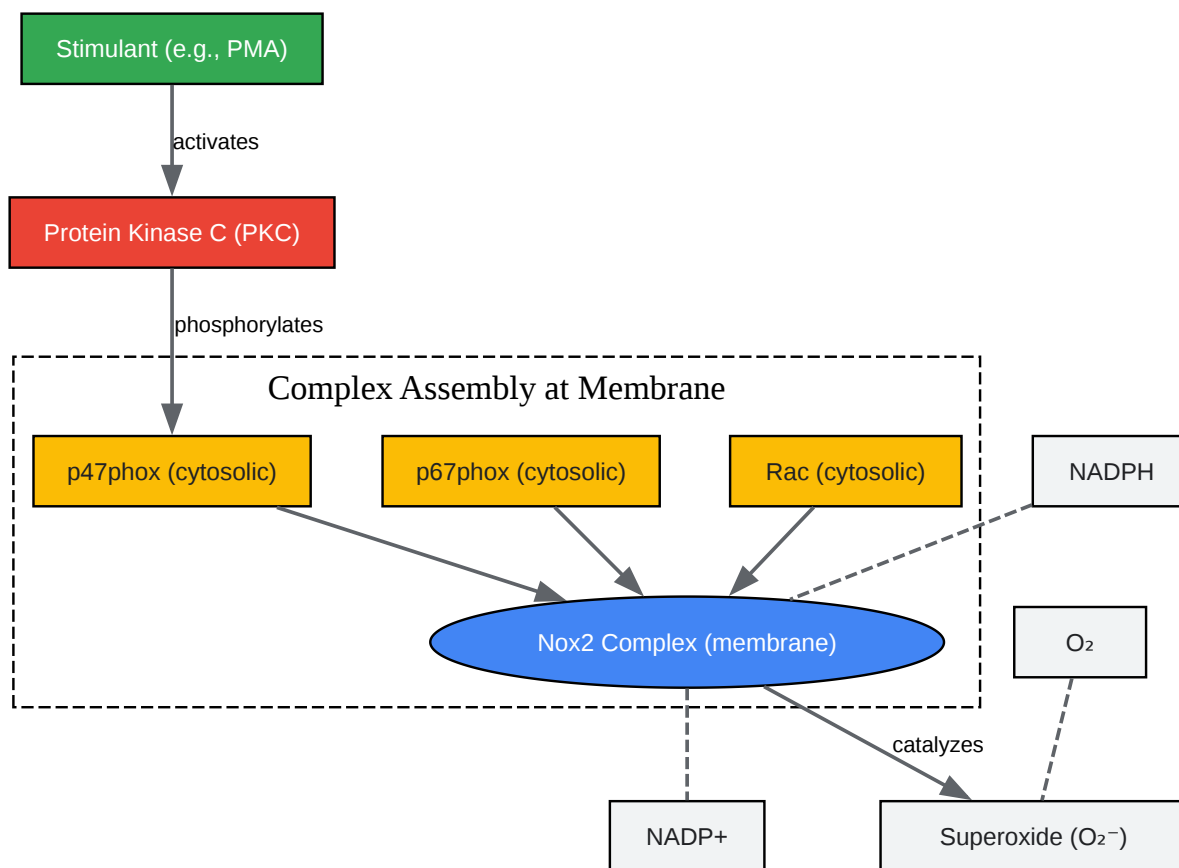 Stimulant (e.g., PMA)
activates
Protein Kinase C (PKC)
phosphorylates
Complex Assembly at Membrane
p47phox (cytosolic)
p67phox (cytosolic)
Rac (cytosolic)
NADPH
Nox2 Complex (membrane)
O₂
catalyzes
NADP+
Superoxide (O₂⁻)